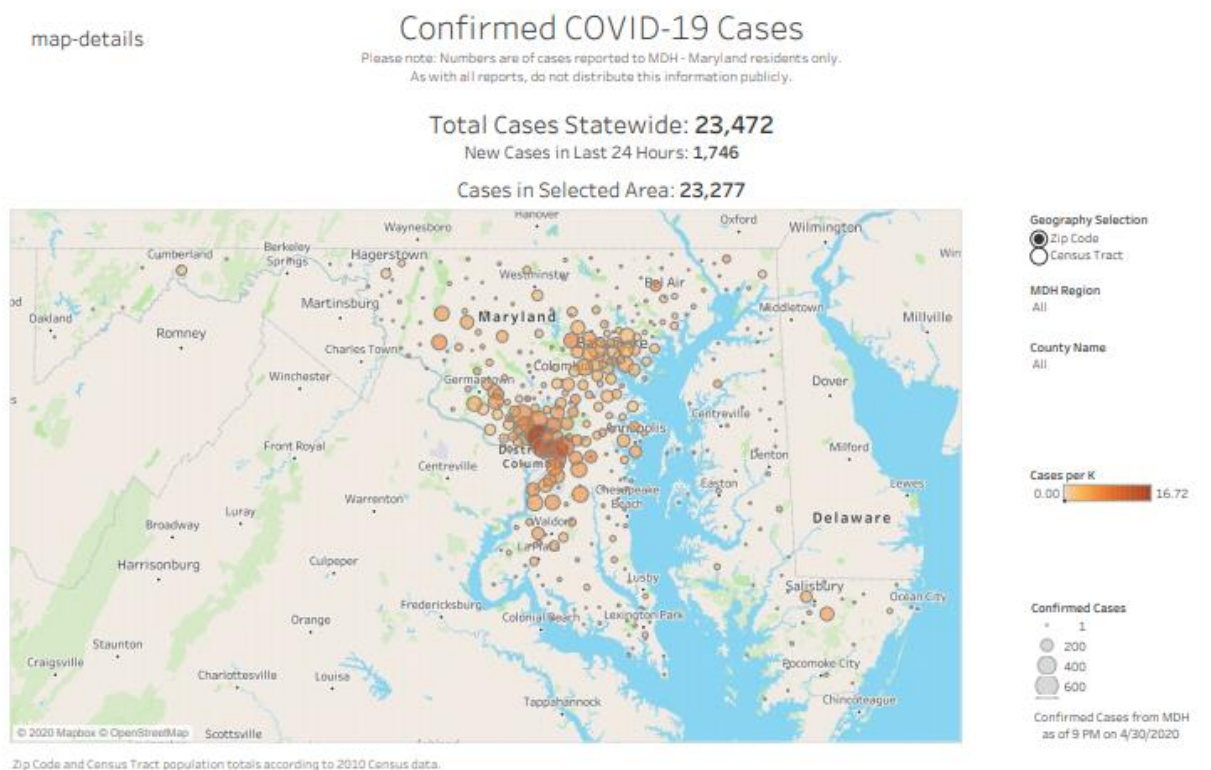 map-details
Confirmed COVID-19 Cases
Please note: Numbers are of cases reported to MDH - Maryland residents only.
As with all reports, do not distribute this information publicly.
Total Cases Statewide: 23,472
New Cases in Last 24 Hours: 1,746
Cases in Selected Area: 23,277
Hanover
Waynesboro
Oxford
Wilmington
Cumberland
Berkeley
Springs
Hagerstown
Westminster
Bel Air
Win
Oakland
Romney
Martinsburg
Maryland
Middletown
Millville
Charles Town
Winchester
Germantown
Dover
Centreville
Annapolis
Front Royal
Centreville
Denton
Milford
Easton
Lewes
Warrenton
Chesapeake
Beach
Luray
Broadway
Waldorf
Delaware
Harrisonburg
Culpeper
La Plata
Lusby
Salisbury
Ocean City
Fredericksburg
Orange
Colonial Beach
Lexington Park
Staunton
Craigsville
Charlottesville
Louisa
Pocomoke City
Tappahannock
Chincoteague
Scottsville
© 2020 Mapbox © OpenStreetMap
Geography Selection
Zip Code
Census Tract
MDH Region
All
County Name
All
Cases per K
0.00
16.72
Confirmed Cases
1
200
400
600
Confirmed Cases from MDH
as of 9 PM on 4/30/2020
Zip Code and Census Tract population totals according to 2010 Census data.